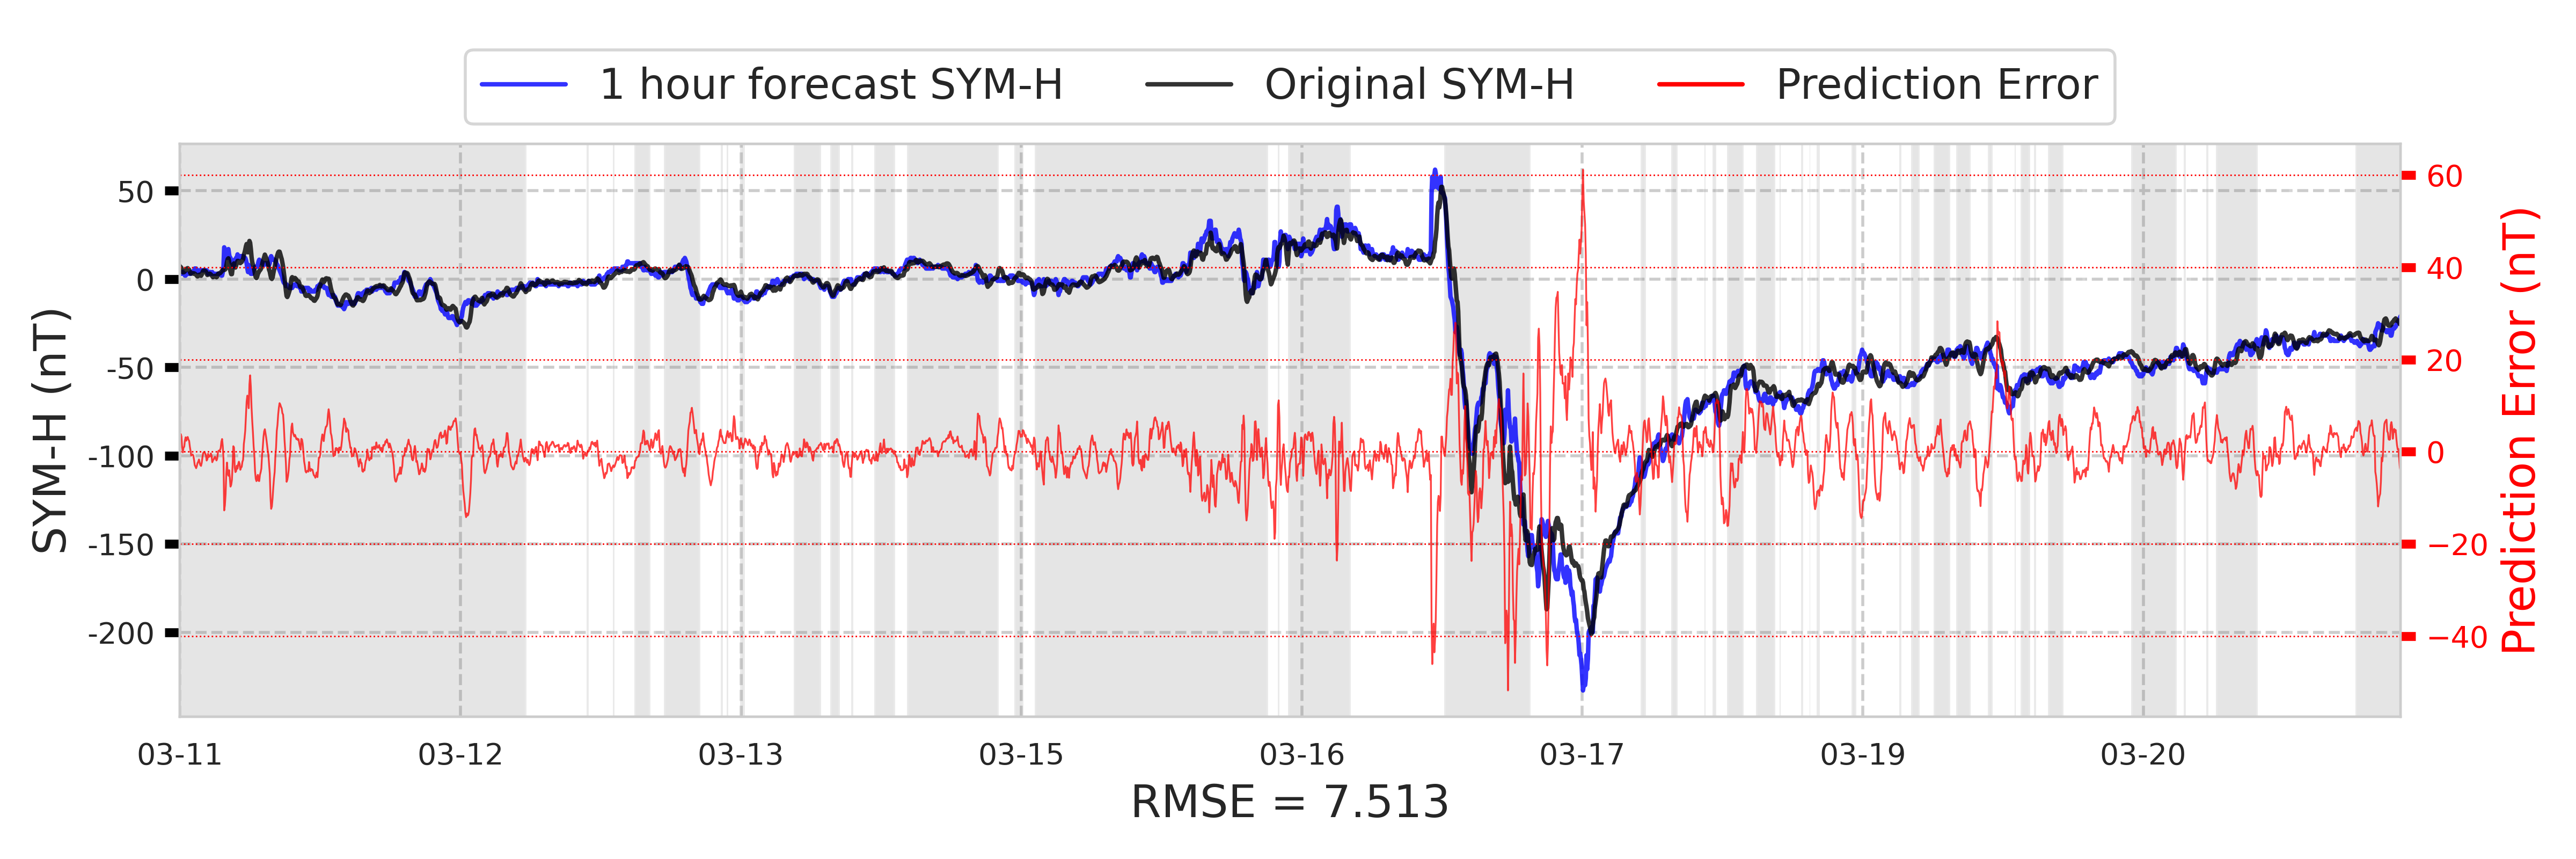 1 hour forecast SYM-H
Original SYM-H
Prediction Error
SYM-H (nT)
50
0
-50
-100
-150
-200
60
40
20
0
−20
−40
Prediction Error (nT)
03-11 03-12 03-13 03-15 03-16 03-17 03-19 03-20
RMSE = 7.513